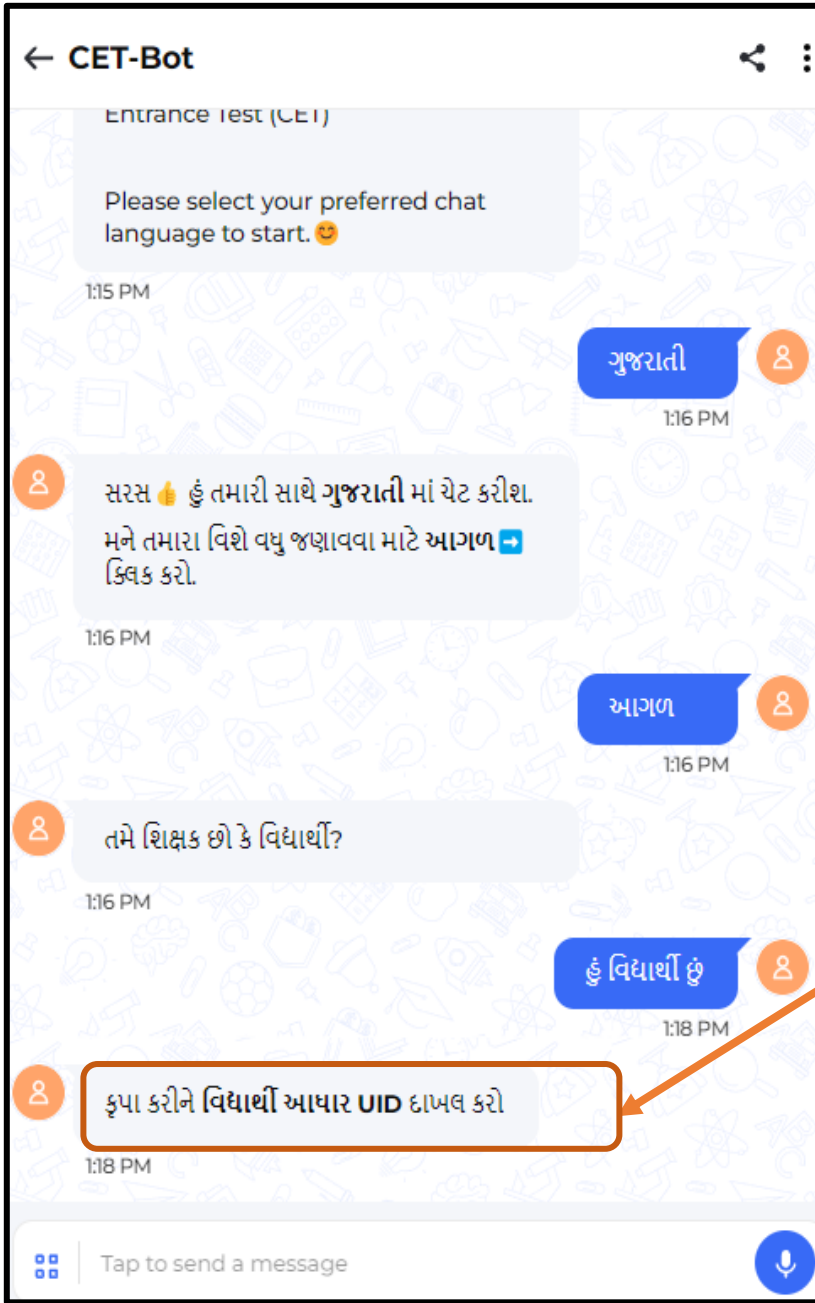 ← CET-Bot
Entrance Test (CET)
Please select your preferred chat
language to start.😊
1:15 PM
ગુજરાતી
1:16 PM
સરસ👍 હું તમારી સાથે ગુજરાતી માં ચેટ કરીશ.
મને તમારા વિશે વધુ જણાવવા માટે આગળ➡️
ક્લિક કરો.
1:16 PM
આગળ
1:16 PM
તમે શિક્ષક છો કે વિદ્યાર્થી?
1:16 PM
હું વિદ્યાર્થી છું
1:18 PM
કૃપા કરીને વિદ્યાર્થી આધાર UID દાખલ કરો
1:18 PM
Tap to send a message